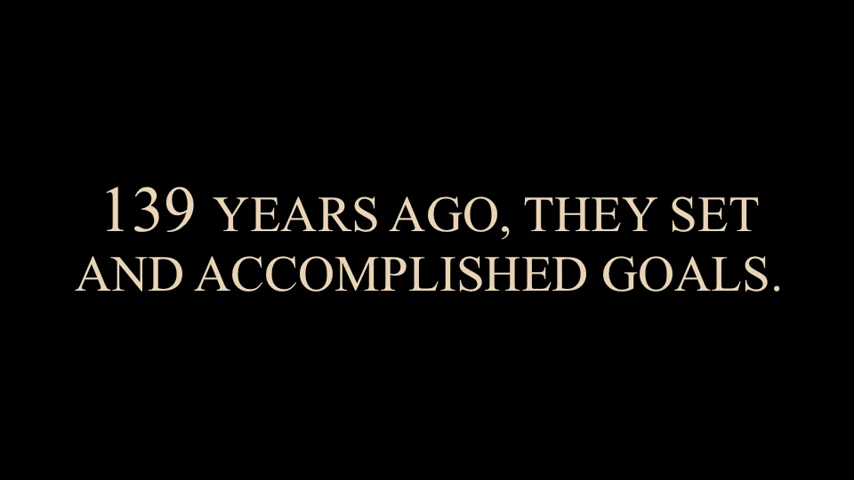 139 YEARS AGO, THEY SET
AND ACCOMPLISHED GOALS.